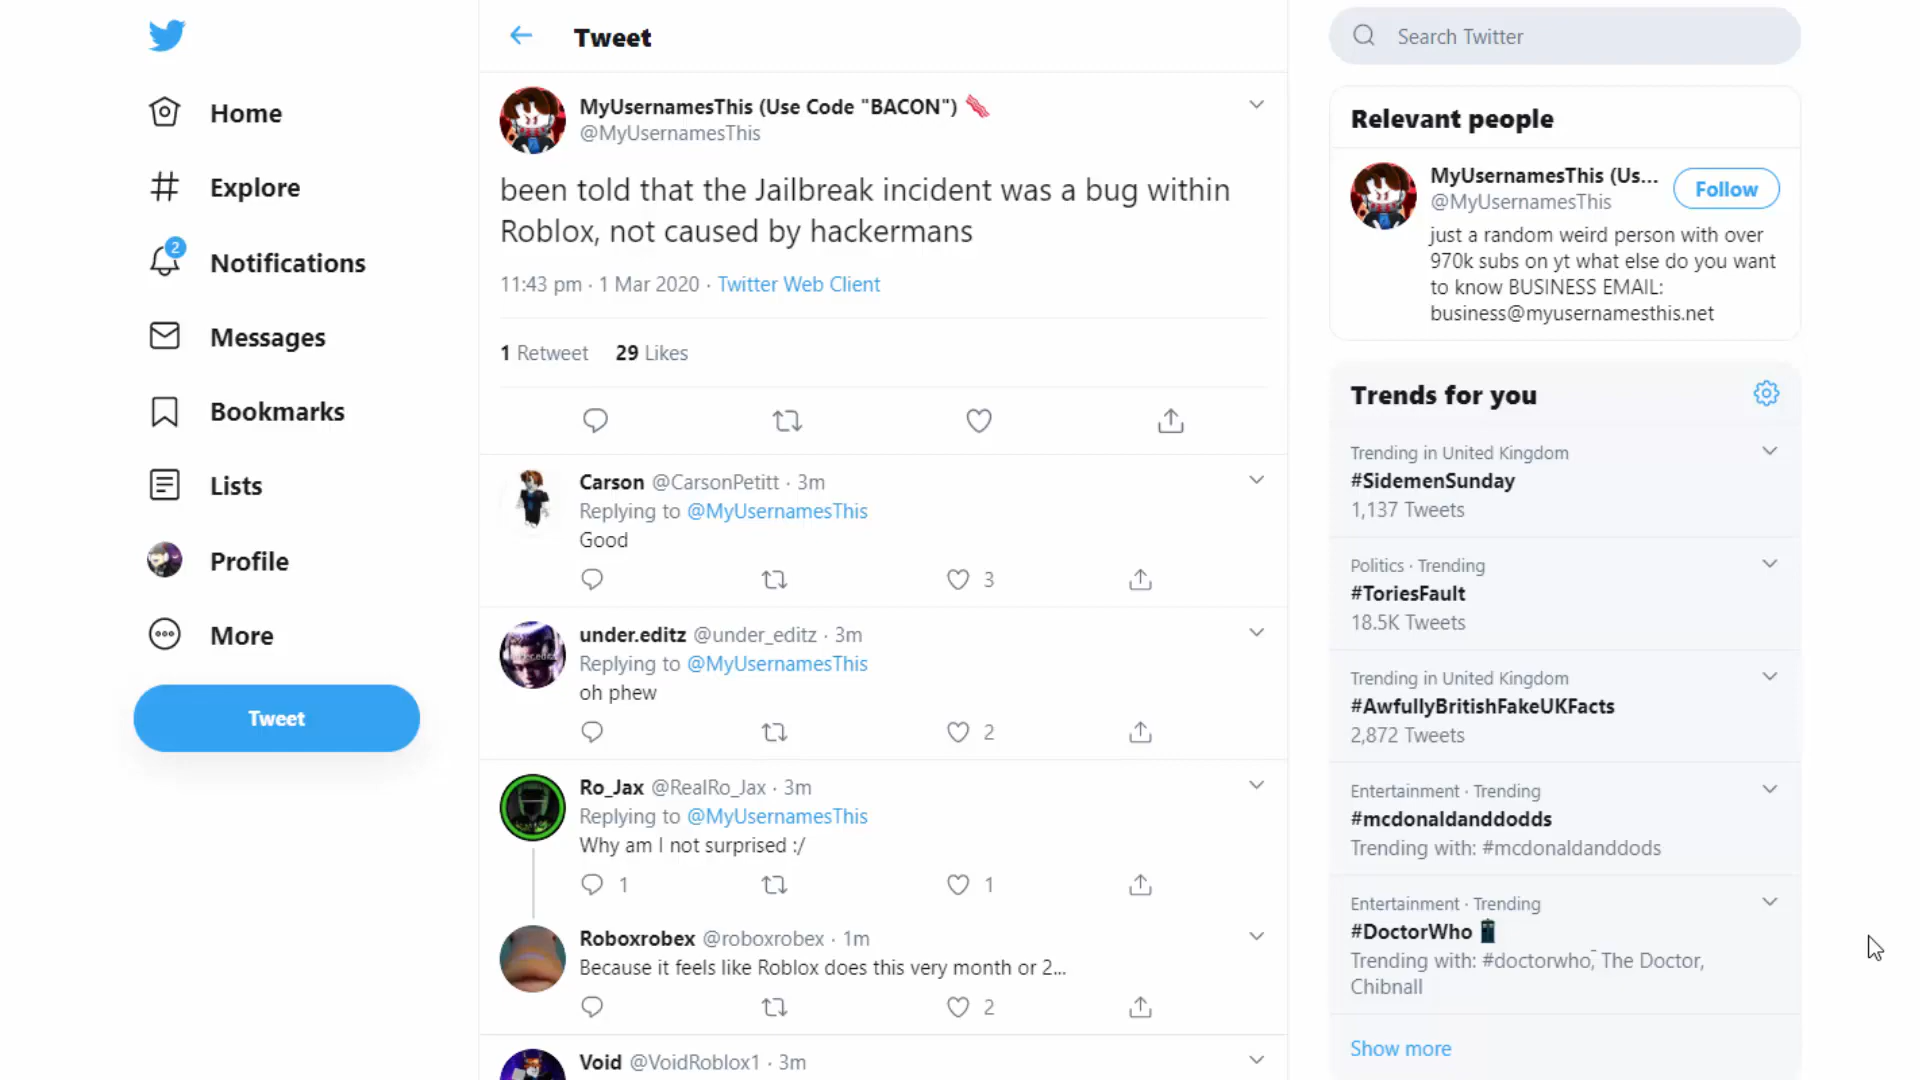 Tweet
Search Twitter
Home
Explore
2
Notifications
Messages
Bookmarks
Lists
Profile
More
Tweet
MyUsernamesThis (Use Code "BACON") 🥓
@MyUsernamesThis
been told that the Jailbreak incident was a bug within
Roblox, not caused by hackermans
11:43 pm · 1 Mar 2020 · Twitter Web Client
1 Retweet 29 Likes
Carson @CarsonPetitt · 3m
Replying to @MyUsernamesThis
Good
3
under.editz @under_editz · 3m
Replying to @MyUsernamesThis
oh phew
2
Ro_Jax @RealRo_Jax · 3m
Replying to @MyUsernamesThis
Why am I not surprised :/
1 1
Roboxrobex @roboxrobex · 1m
Because it feels like Roblox does this very month or 2...
2
Void @VoidRoblox1 · 3m
Relevant people
MyUsernamesThis (Us...
@MyUsernamesThis
Follow
just a random weird person with over
970k subs on yt what else do you want
to know BUSINESS EMAIL:
business@myusernamesthis.net
Trends for you
Trending in United Kingdom
#SidemenSunday
1,137 Tweets
Politics · Trending
#ToriesFault
18.5K Tweets
Trending in United Kingdom
#AwfullyBritishFakeUKFacts
2,872 Tweets
Entertainment · Trending
#mcdonaldanddodds
Trending with: #mcdonaldanddods
Entertainment · Trending
#DoctorWho
Trending with: #doctorwho, The Doctor,
Chibnall
Show more